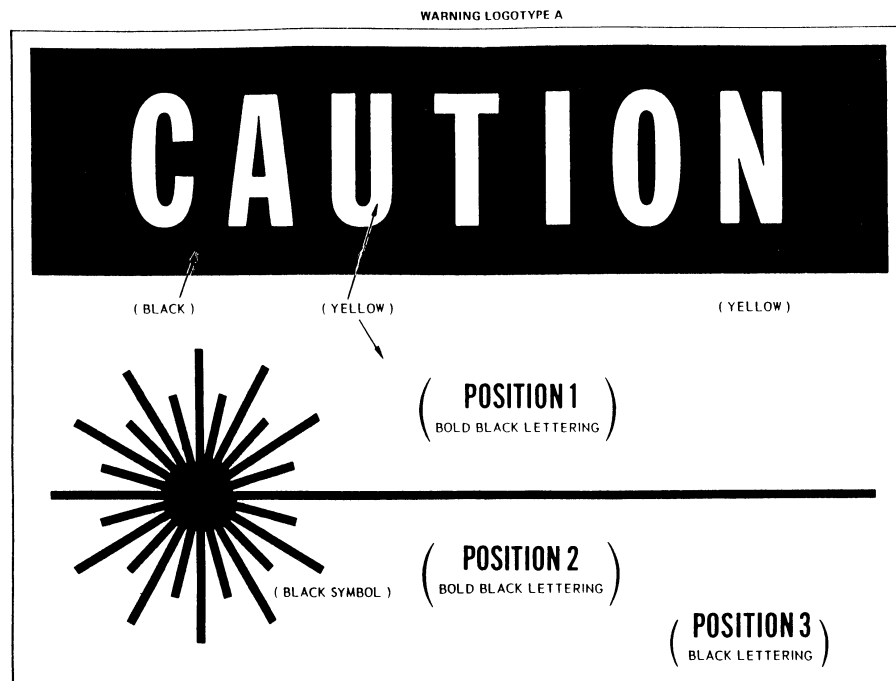 WARNING LOGOTYPE A
CAUTION
( BLACK )
( YELLOW )
( YELLOW )
( POSITION 1
BOLD BLACK LETTERING )
( POSITION 2
BOLD BLACK LETTERING )
( BLACK SYMBOL )
( POSITION 3
BLACK LETTERING )